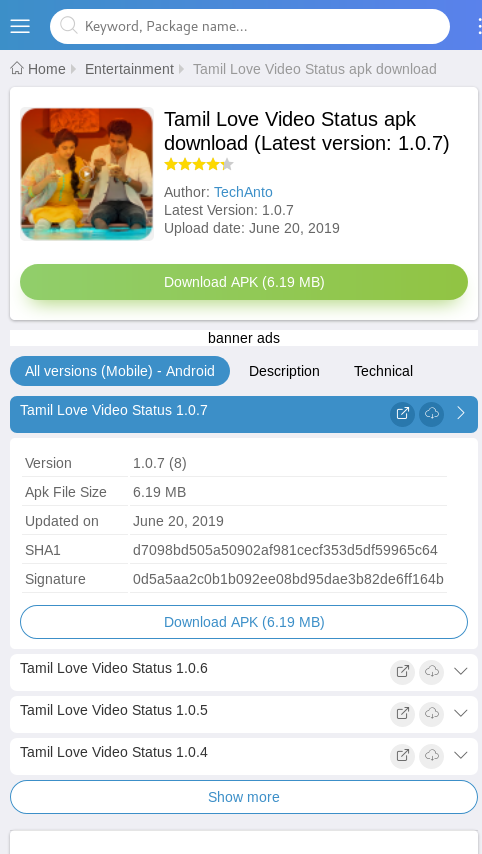 Keyword, Package name...
Home Entertainment Tamil Love Video Status apk download
Tamil Love Video Status apk
download (Latest version: 1.0.7)
Author: TechAnto
Latest Version: 1.0.7
Upload date: June 20, 2019
Download APK (6.19 MB)
banner ads
All versions (Mobile) - Android Description Technical
Tamil Love Video Status 1.0.7
Version 1.0.7 (8)
Apk File Size 6.19 MB
Updated on June 20, 2019
SHA1 d7098bd505a50902af981cecf353d5df59965c64
Signature 0d5a5aa2c0b1b092ee08bd95dae3b82de6ff164b
Download APK (6.19 MB)
Tamil Love Video Status 1.0.6
Tamil Love Video Status 1.0.5
Tamil Love Video Status 1.0.4
Show more